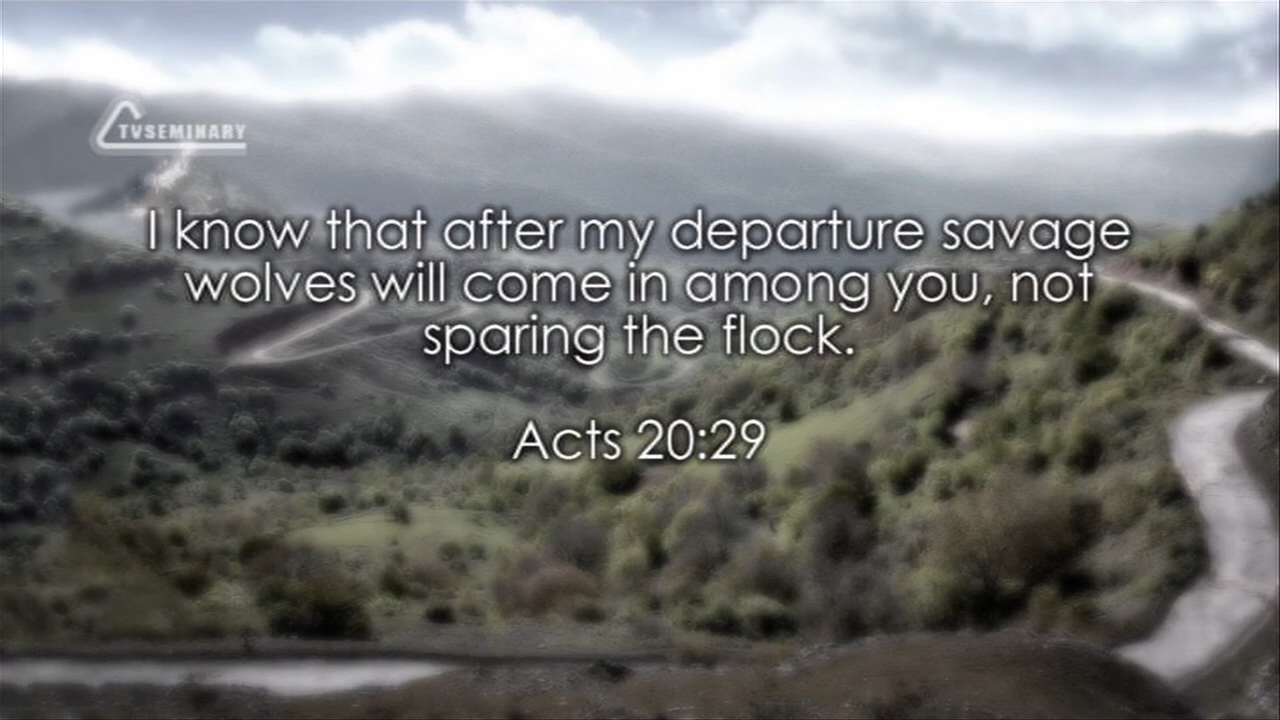 TVSEMINARY
I know that after my departure savage
wolves will come in among you, not
sparing the flock.
Acts 20:29